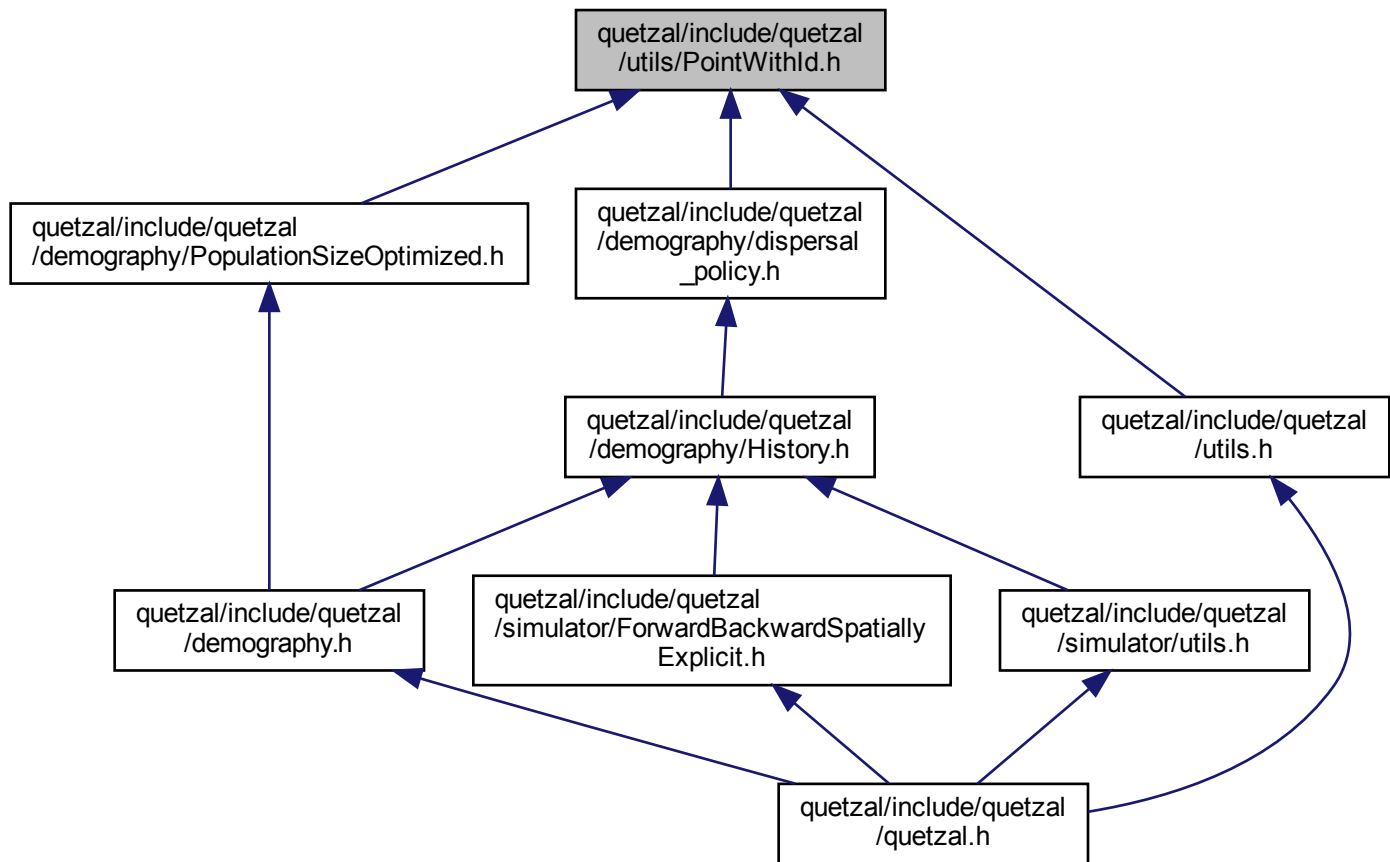 quetzal/include/quetzal
/utils/PointWithId.h
quetzal/include/quetzal
/demography/PopulationSizeOptimized.h
quetzal/include/quetzal
/demography/dispersal
_policy.h
quetzal/include/quetzal
/demography/History.h
quetzal/include/quetzal
/utils.h
quetzal/include/quetzal
/demography.h
quetzal/include/quetzal
/simulator/ForwardBackwardSpatially
Explicit.h
quetzal/include/quetzal
/simulator/utils.h
quetzal/include/quetzal
/quetzal.h